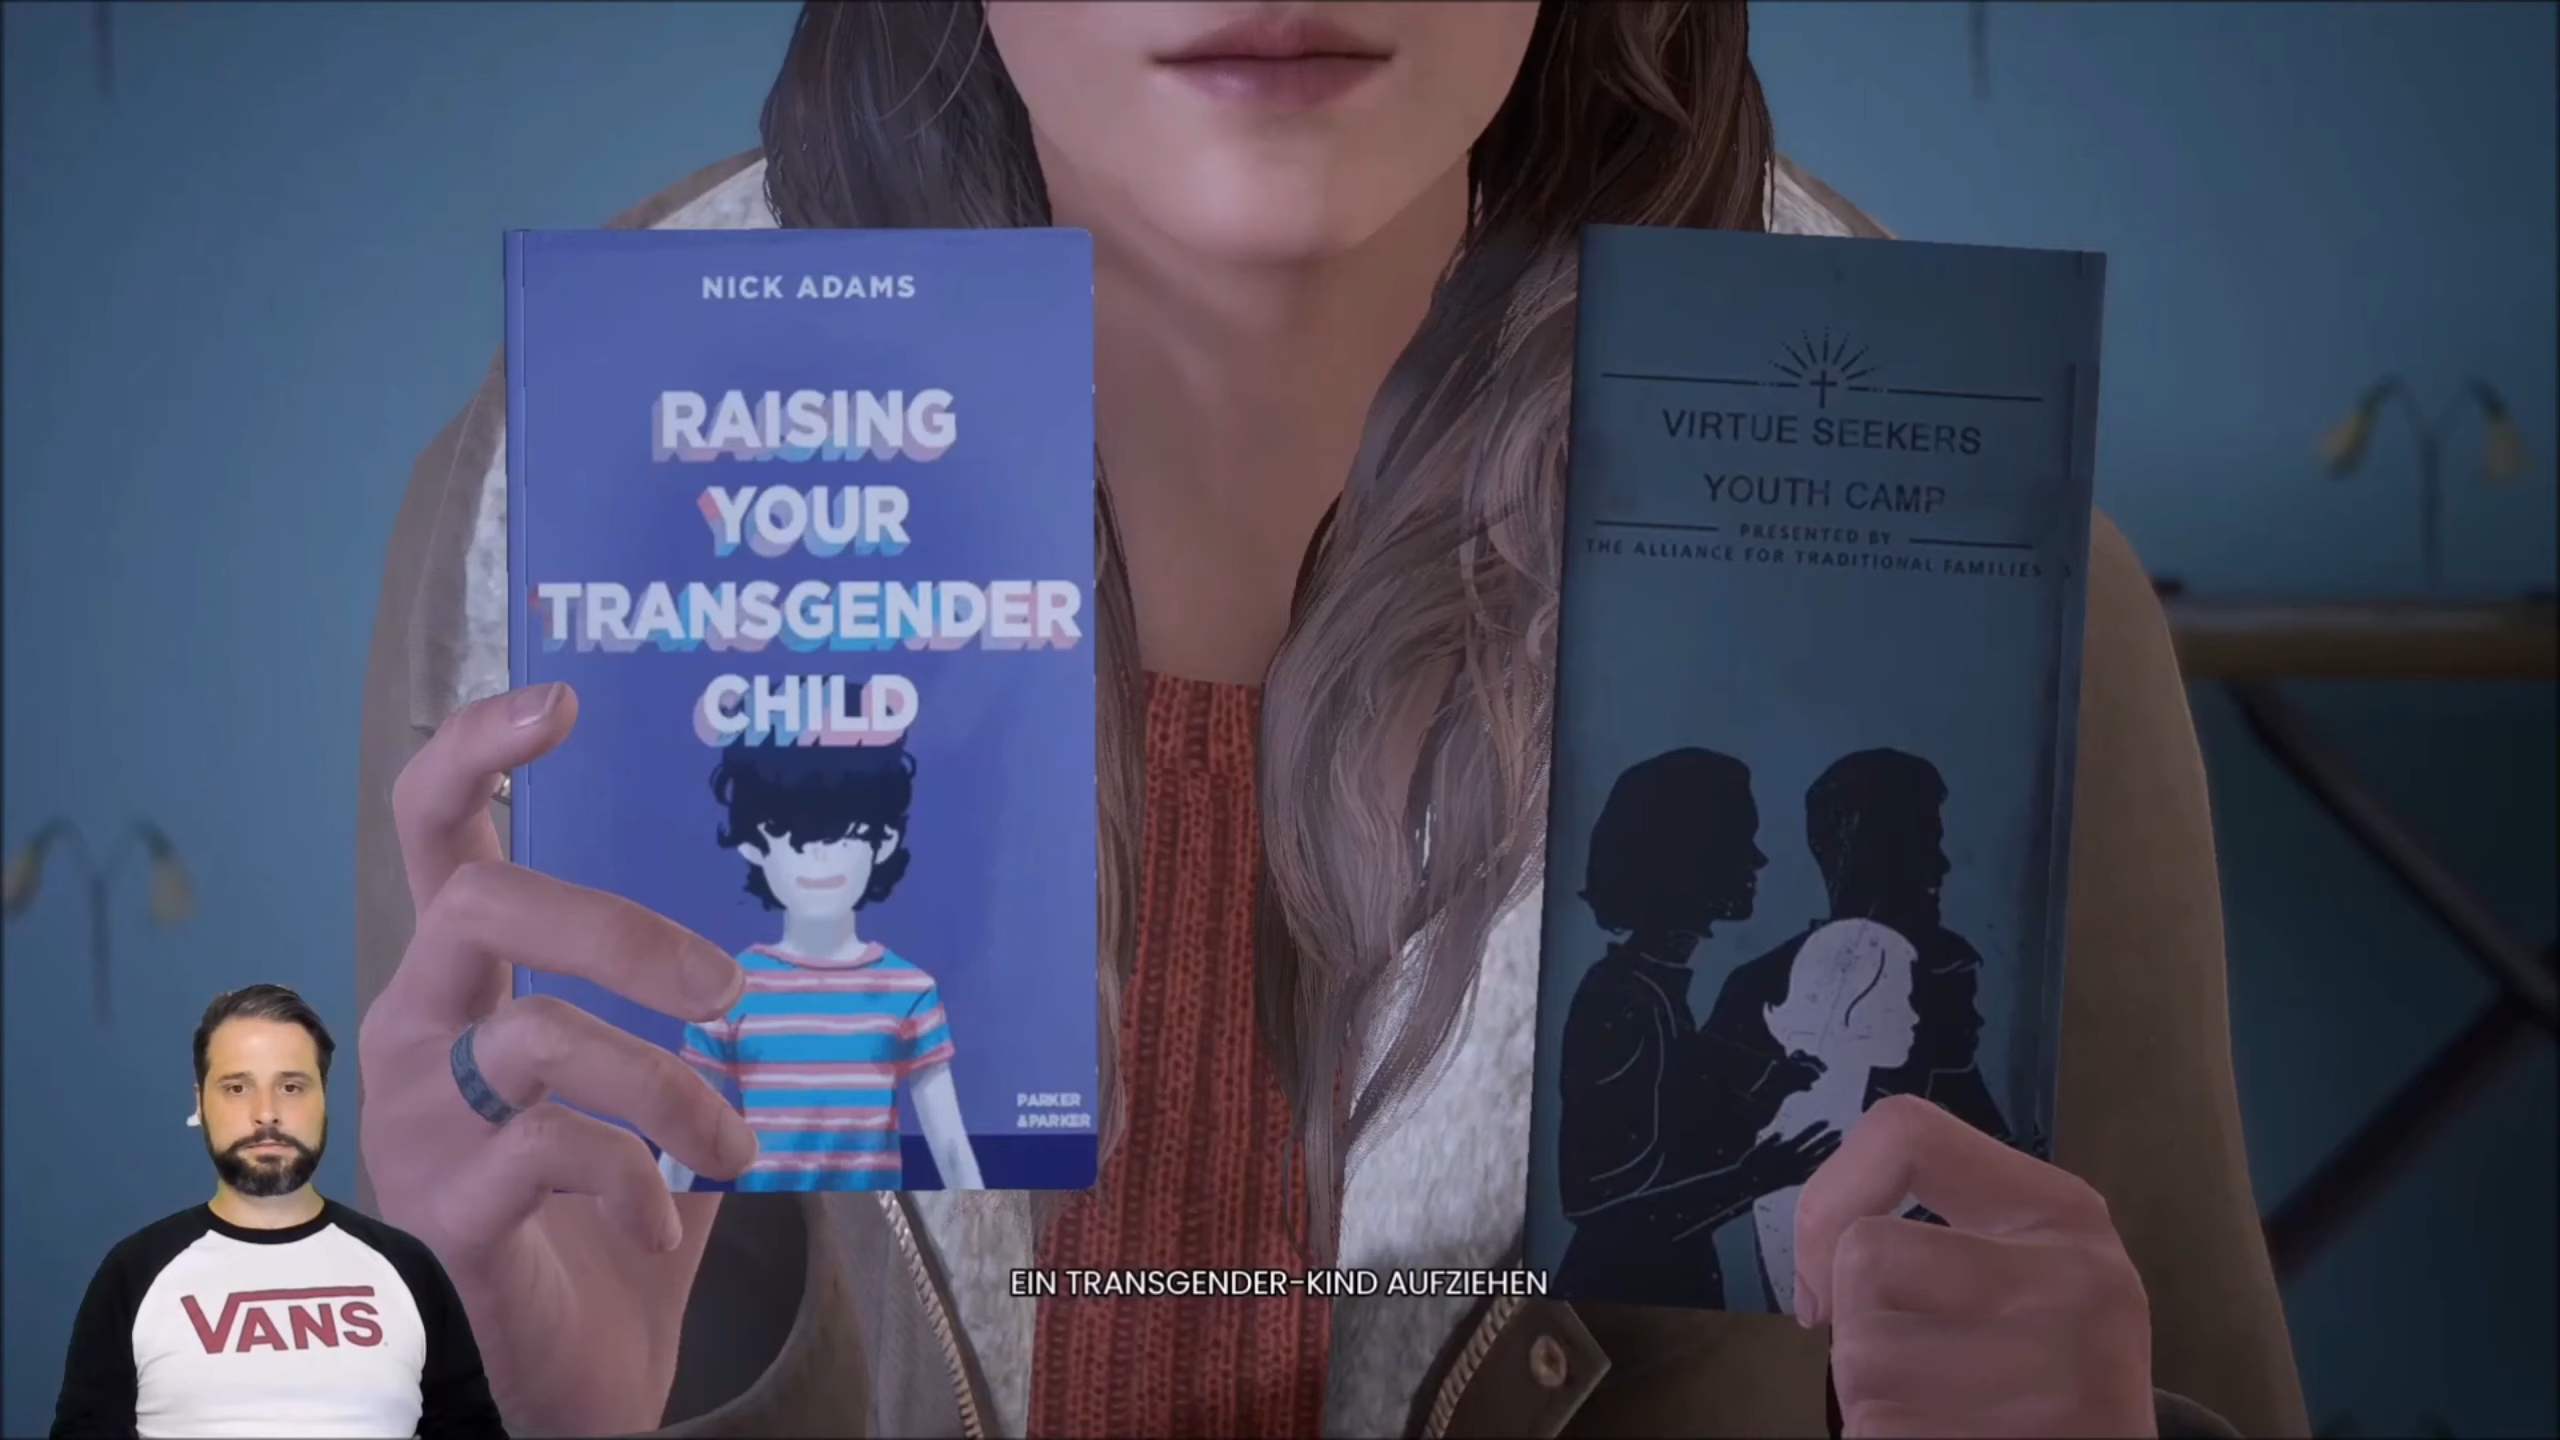 NICK ADAMS
RAISING
YOUR
TRANSGENDER
CHILD
PARKER
&PARKER
VIRTUE SEEKERS
YOUTH CAMP
PRESENTED BY
THE ALLIANCE FOR TRADITIONAL FAMILIES
VANS
EIN TRANSGENDER-KIND AUFZIEHEN